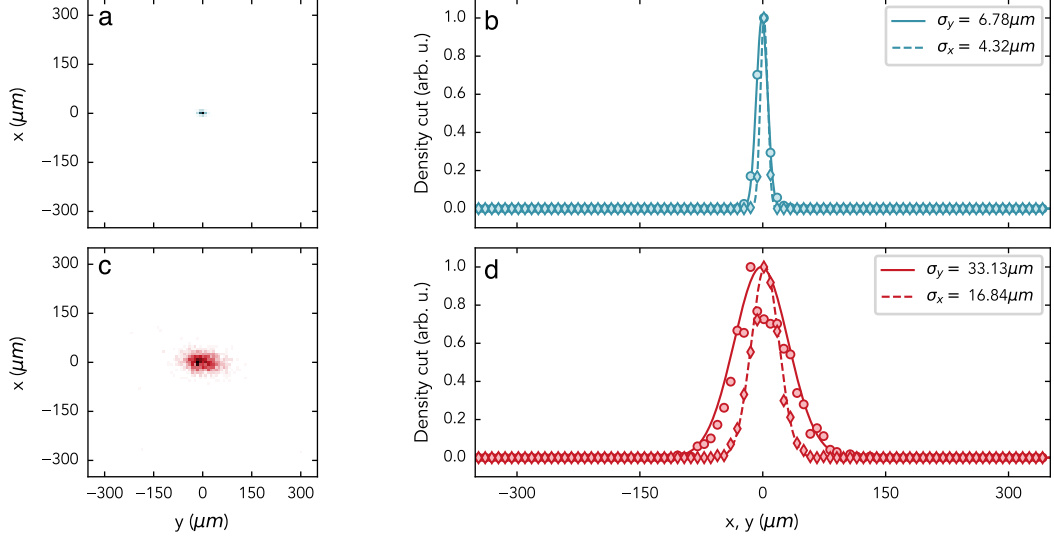 a
300
150
0
−150
−300
x (μm)
b
1.0
0.8
0.6
0.4
0.2
0.0
Density cut (arb. u.)
σy = 6.78μm
σx = 4.32μm
c
300
150
0
−150
−300
x (μm)
−300 −150 0 150 300
y (μm)
d
1.0
0.8
0.6
0.4
0.2
0.0
Density cut (arb. u.)
σy = 33.13μm
σx = 16.84μm
−300 −150 0 150 300
x, y (μm)